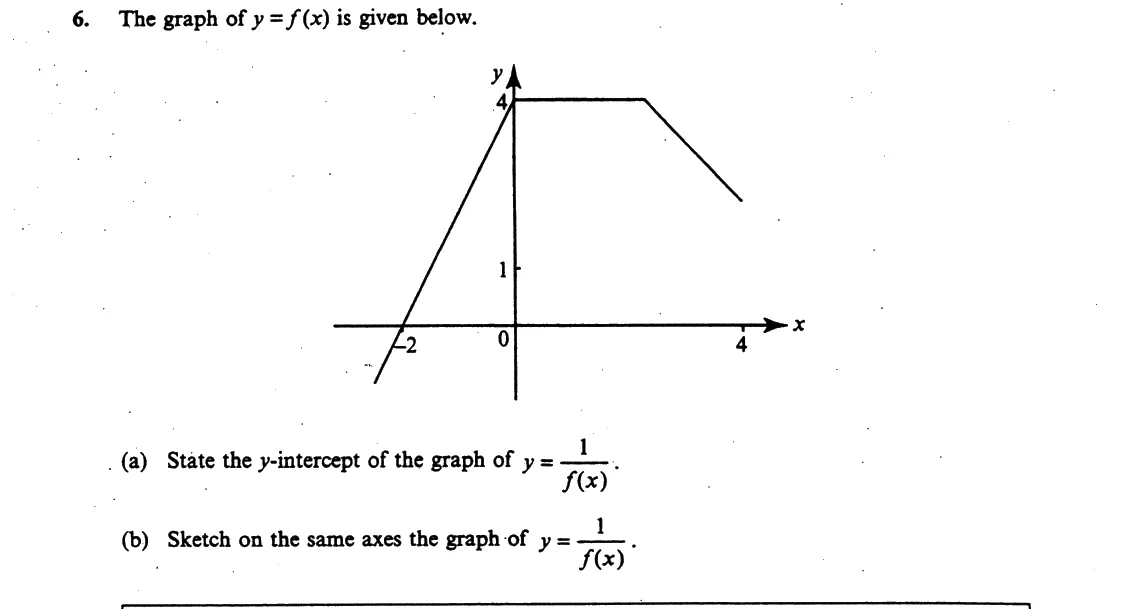 6. The graph of y = f(x) is given below.
y
4
1
0
-2
4
x
(a) State the y-intercept of the graph of y = 1/f(x).
(b) Sketch on the same axes the graph of y = 1/f(x).